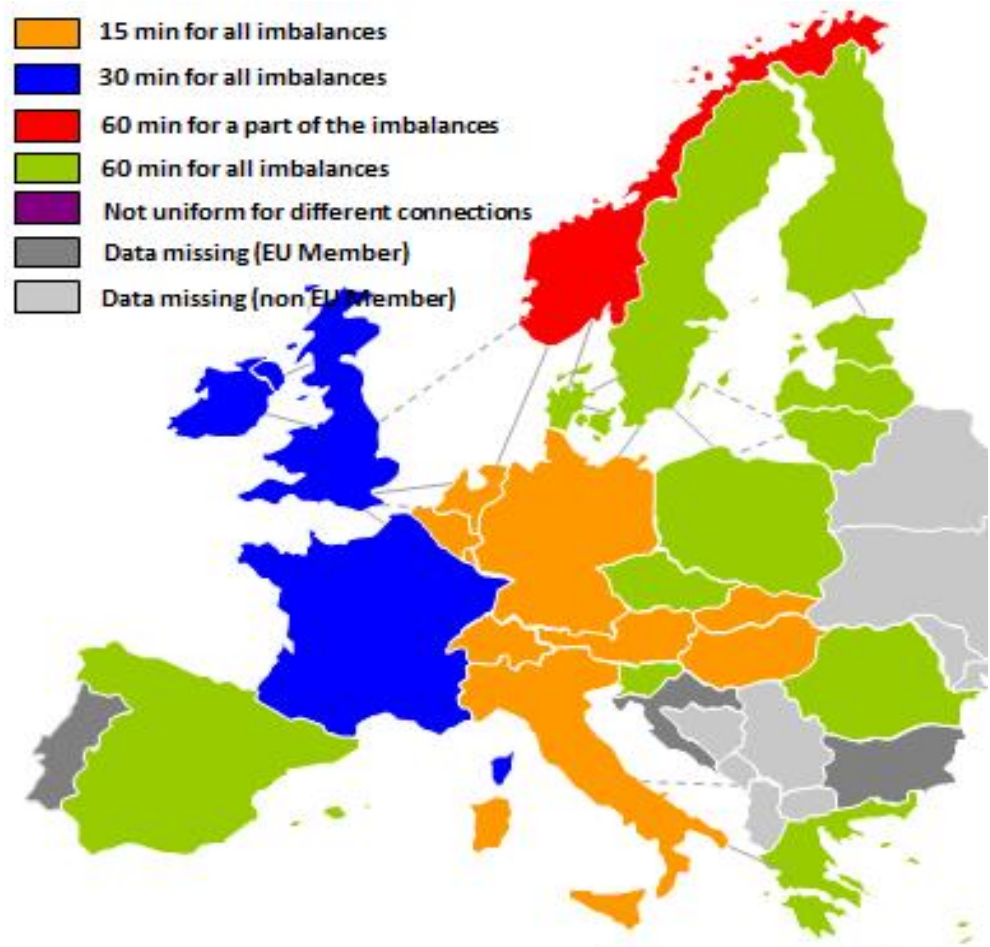 15 min for all imbalances
30 min for all imbalances
60 min for a part of the imbalances
60 min for all imbalances
Not uniform for different connections
Data missing (EU Member)
Data missing (non EU Member)